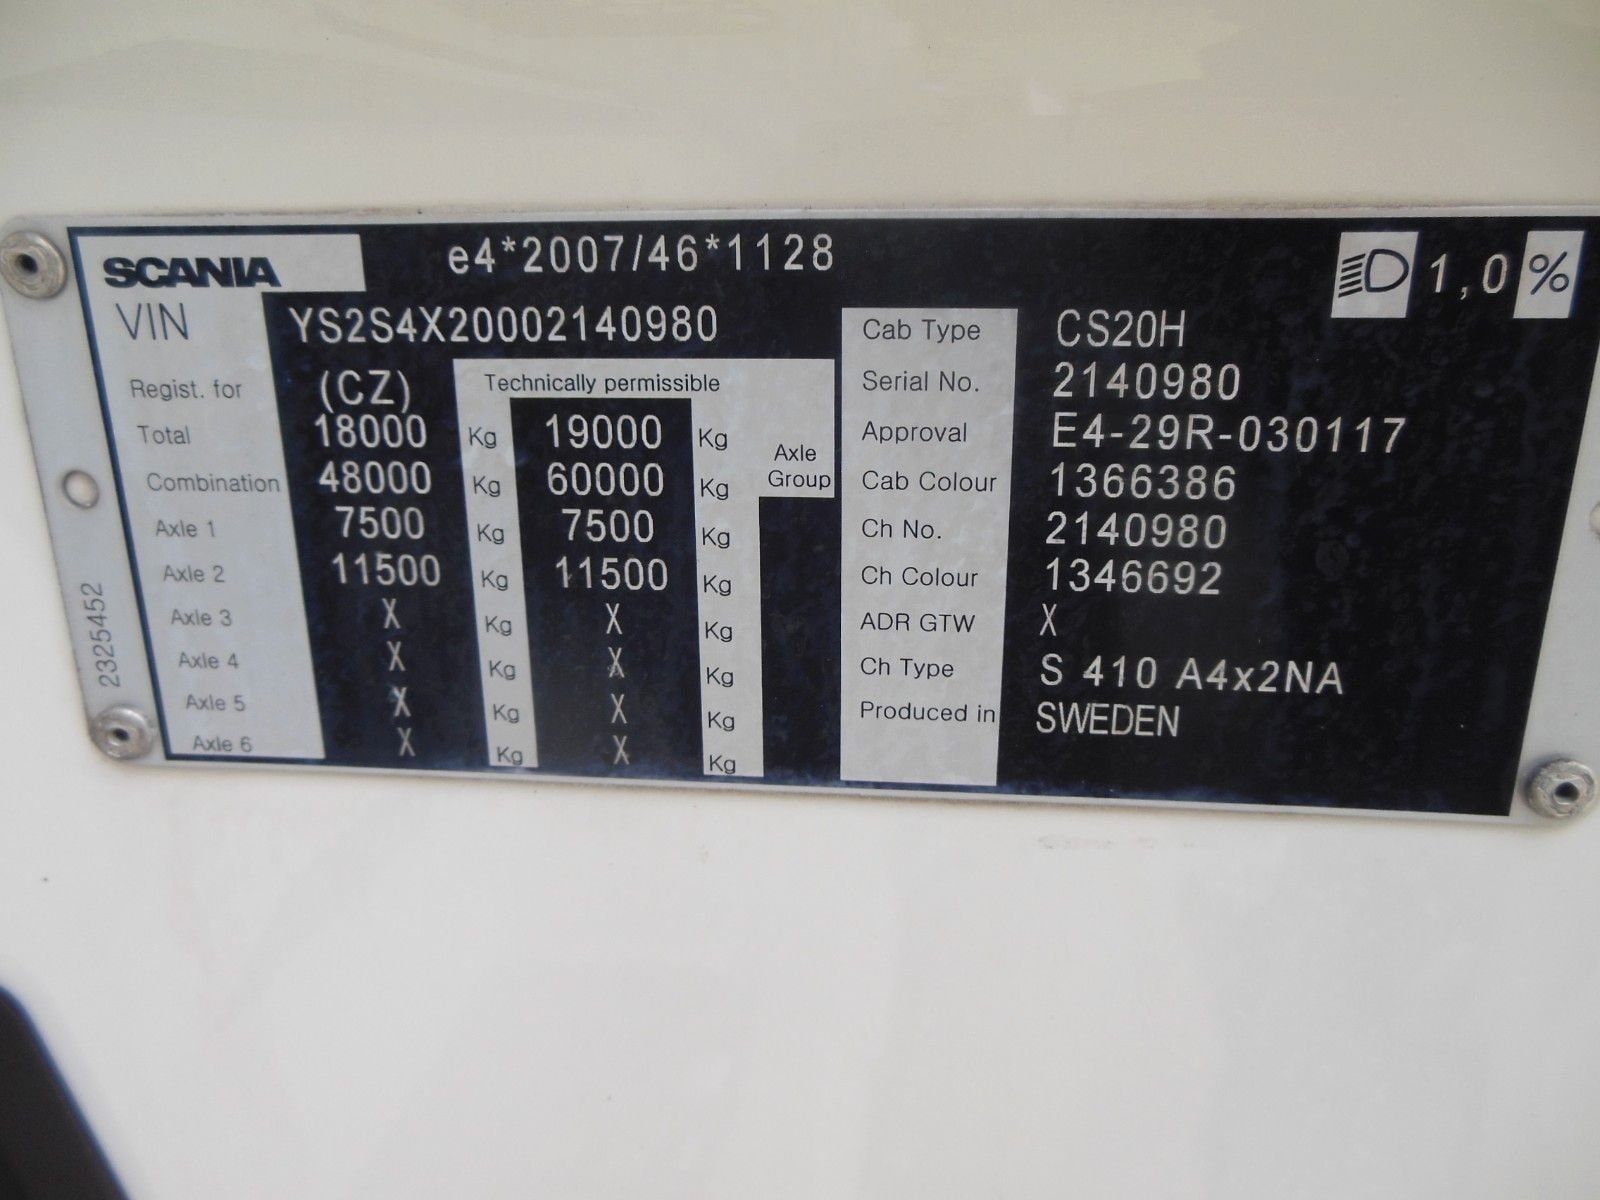 SCANIA e4*2007/46*1128 1,0 %
VIN YS2S4X20002140980
Regist. for (CZ) Technically permissible
Total 18000 Kg 19000 Kg
Combination 48000 Kg 60000 Kg Axle Group
Axle 1 7500 Kg 7500 Kg
Axle 2 11500 Kg 11500 Kg
Axle 3 X Kg X Kg
Axle 4 X Kg X Kg
Axle 5 X Kg X Kg
Axle 6 X Kg X Kg
Cab Type CS20H
Serial No. 2140980
Approval E4-29R-030117
Cab Colour 1366386
Ch No. 2140980
Ch Colour 1346692
ADR GTW X
Ch Type S 410 A4x2NA
Produced in SWEDEN
2325452